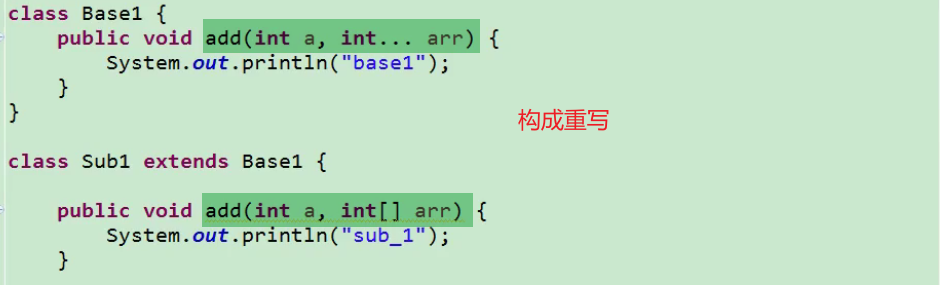 class Base1 {
    public void add(int a, int... arr) {
        System.out.println("base1");
    }
}
构成重写
class Sub1 extends Base1 {
    public void add(int a, int[] arr) {
        System.out.println("sub_1");
    }